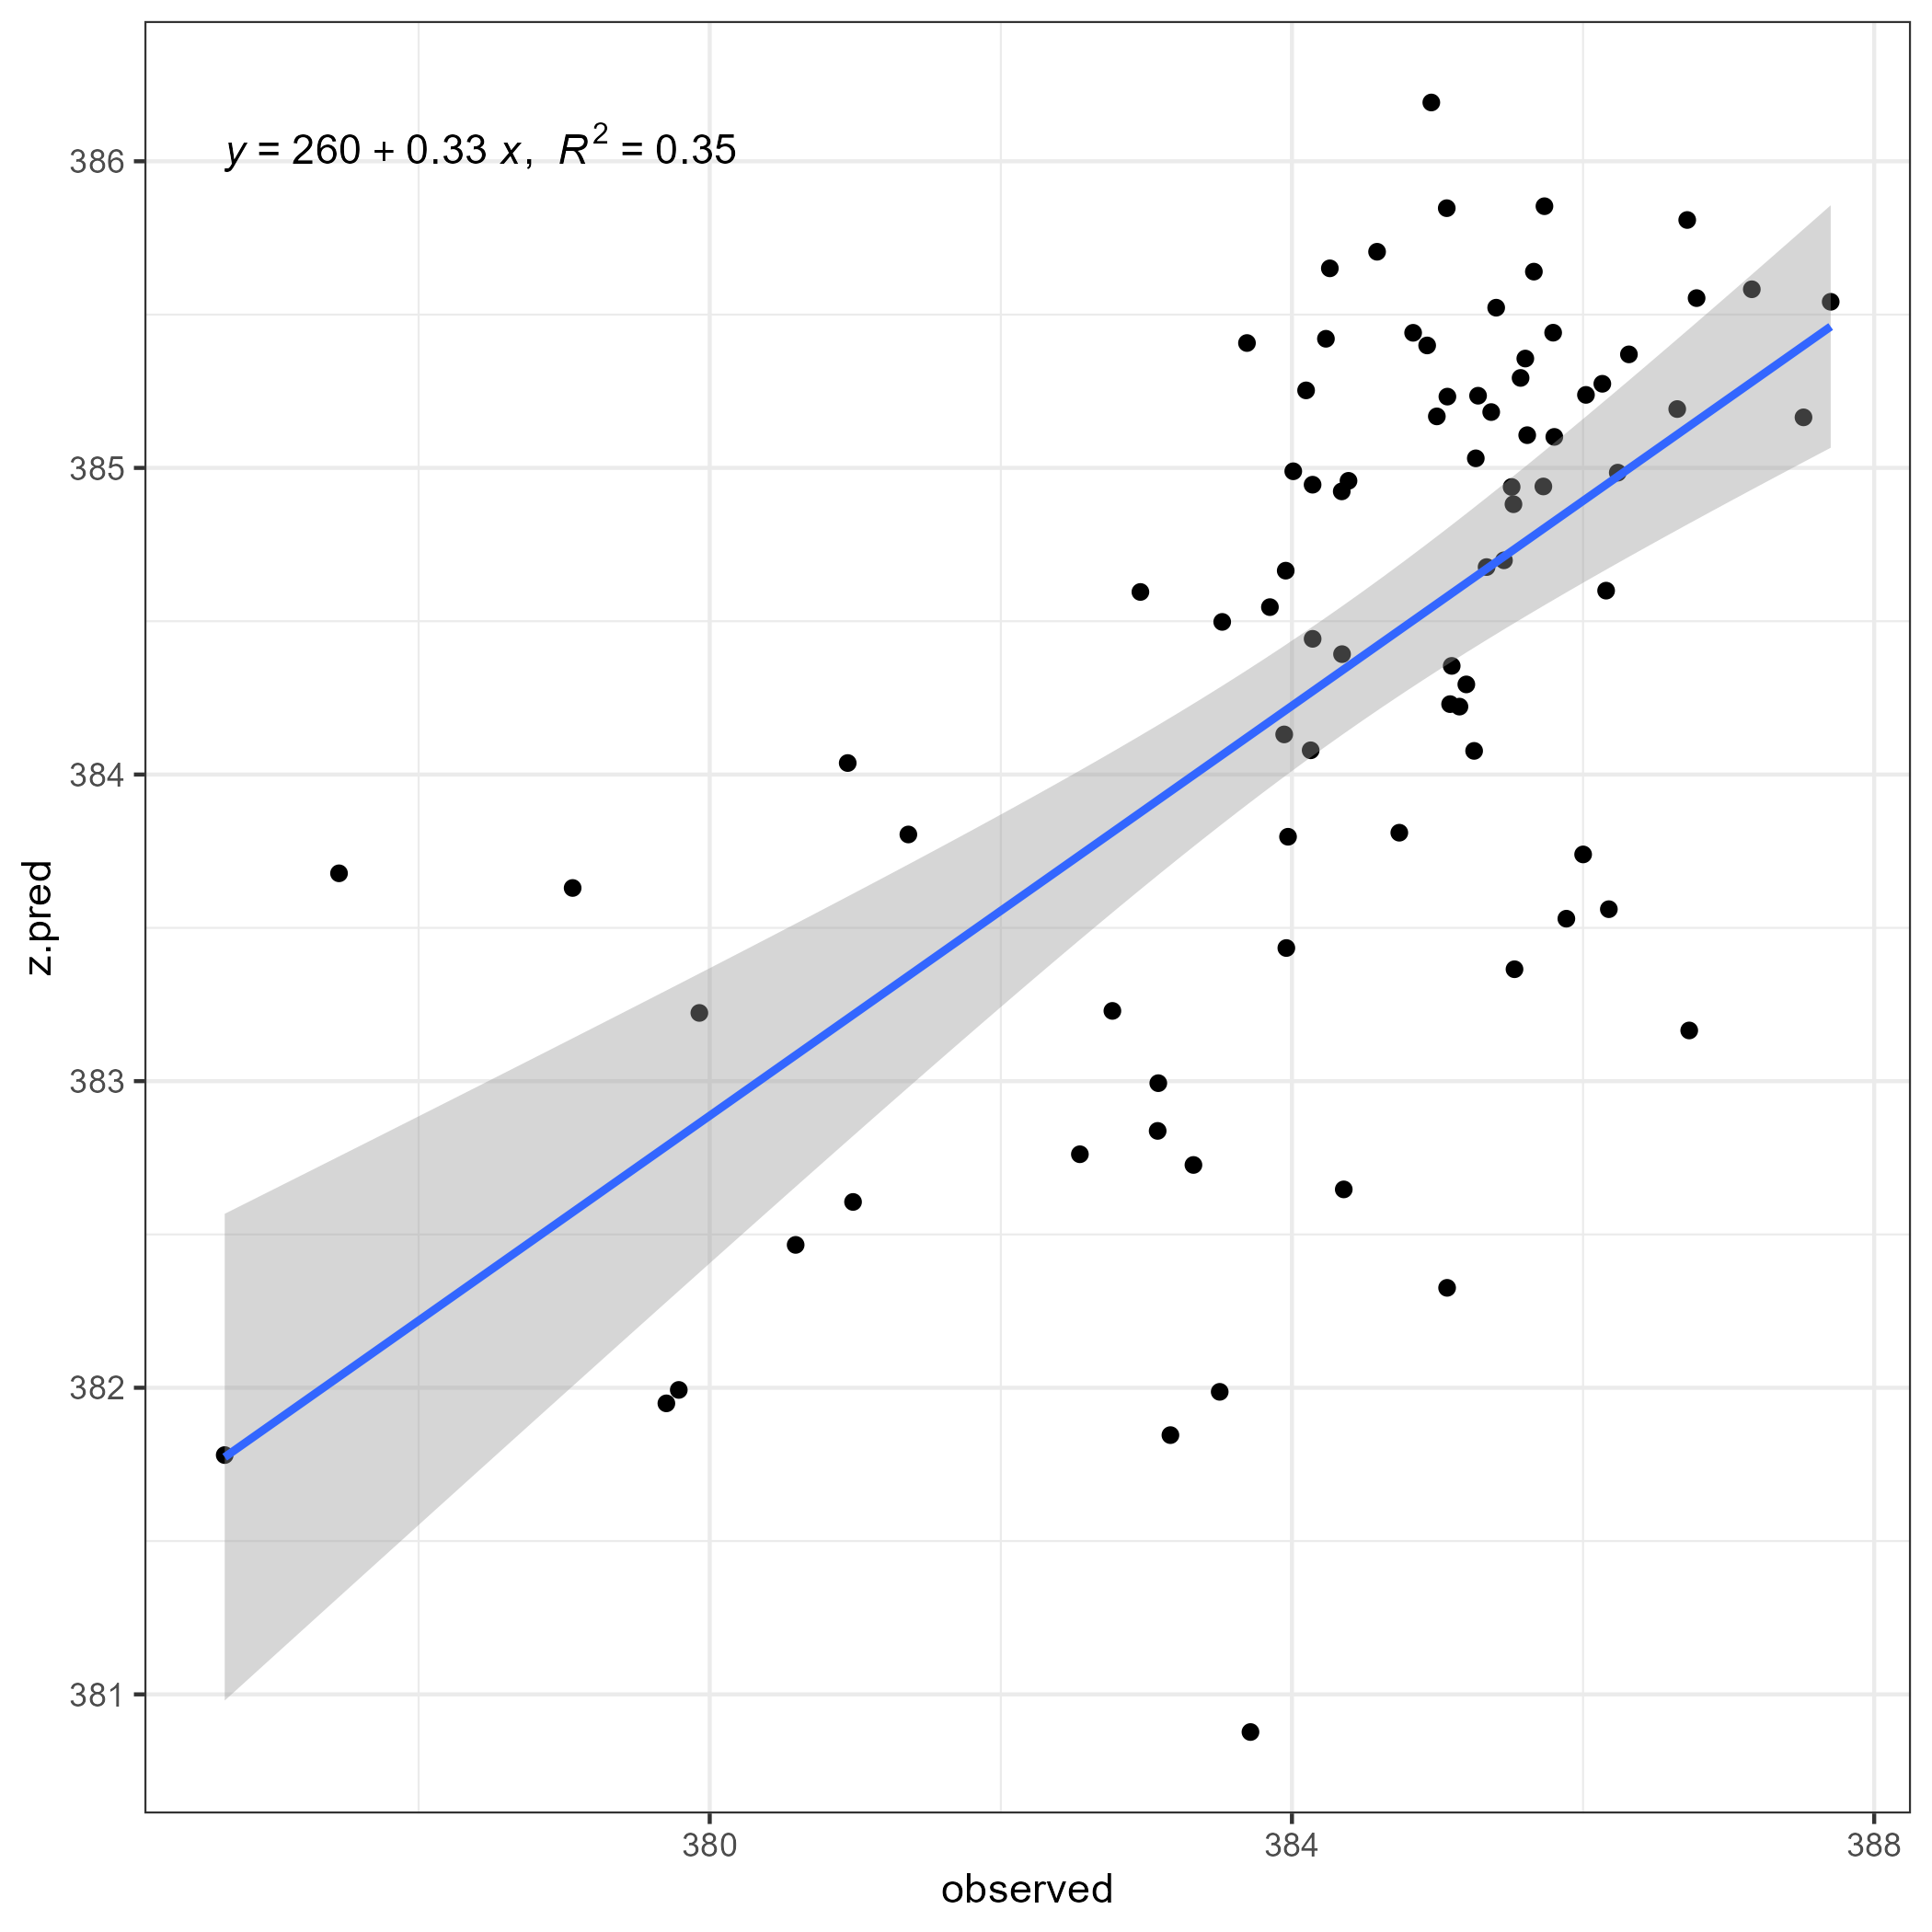 y = 260 + 0.33 x, R² = 0.35
386
385
384
383
382
381
z.pred
380 384 388
observed